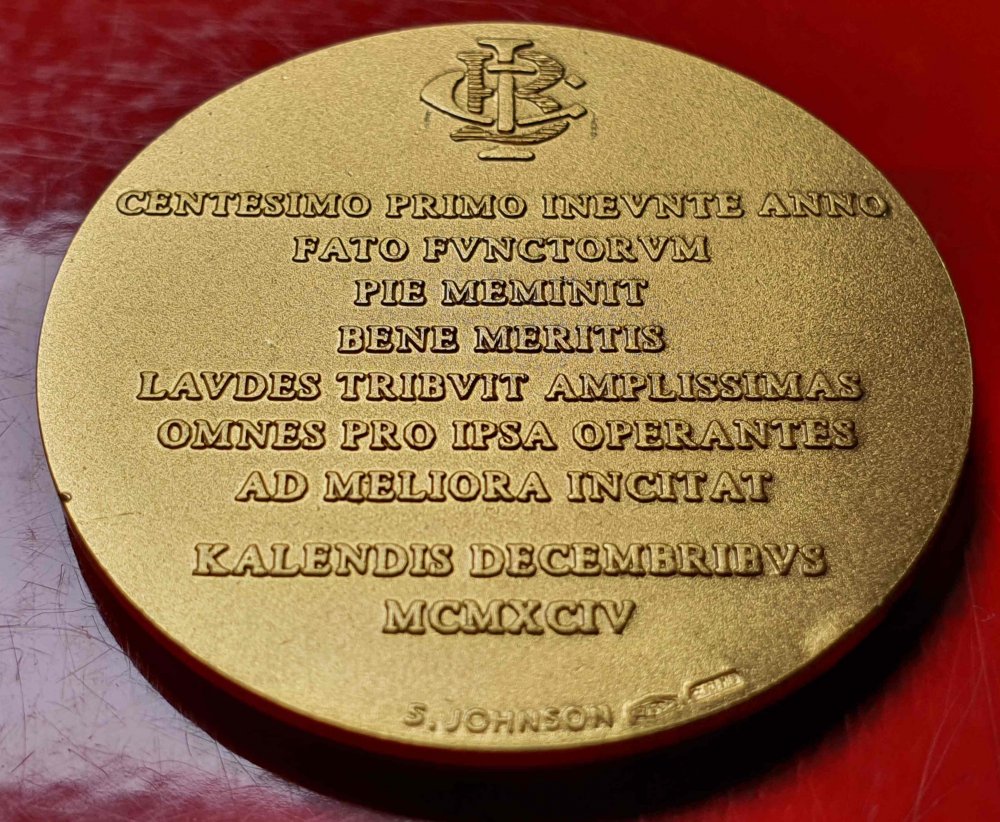 CENTESIMO PRIMO INEVNTE ANNO
FATO FVNCTORVM
PIE MEMINIT
BENE MERITIS
LAVDES TRIBVIT AMPLISSIMAS
OMNES PRO IPSA OPERANTES
AD MELIORA INCITAT
KALENDIS DECEMBRIBVS
MCMXCIV
S. JOHNSON